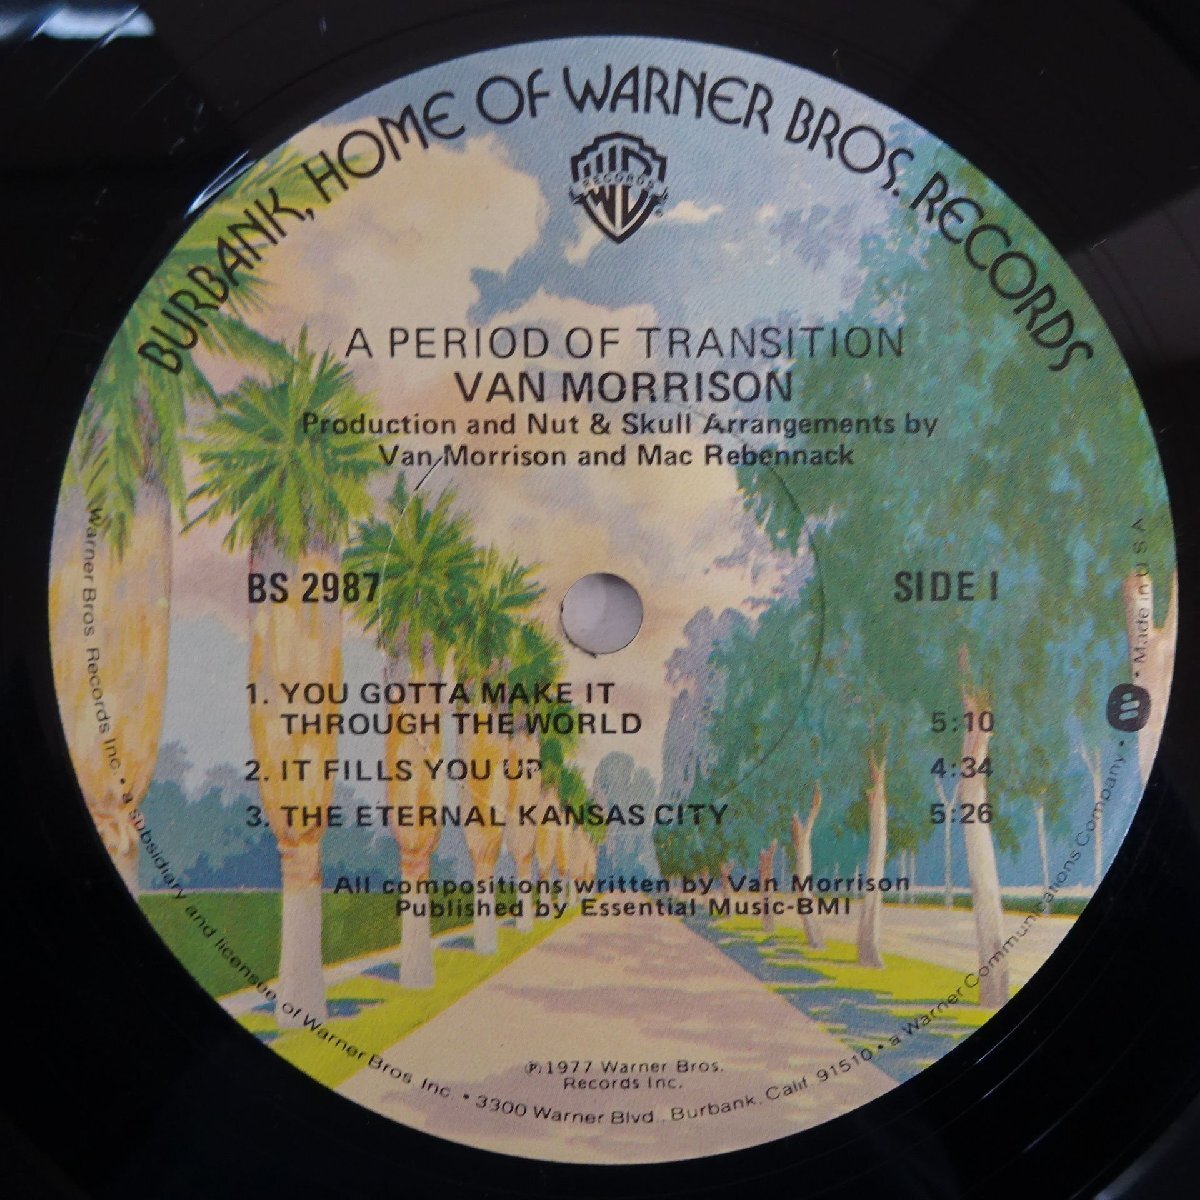 BURBANK, HOME OF WARNER BROS. RECORDS
RECORDS
®
A PERIOD OF TRANSITION
VAN MORRISON
Production and Nut & Skull Arrangements by
Van Morrison and Mac Rebennack
BS 2987
SIDE I
1. YOU GOTTA MAKE IT
THROUGH THE WORLD 5:10
2. IT FILLS YOU UP 4:34
3. THE ETERNAL KANSAS CITY 5:26
All compositions written by Van Morrison
Published by Essential Music-BMI
℗1977 Warner Bros.
Records Inc.
Warner Bros. Records Inc. • a subsidiary and licensee of Warner Bros. Inc. • 3300 Warner Blvd., Burbank, Calif. 91510 • a Warner Communications Company • W • Made in U.S.A.